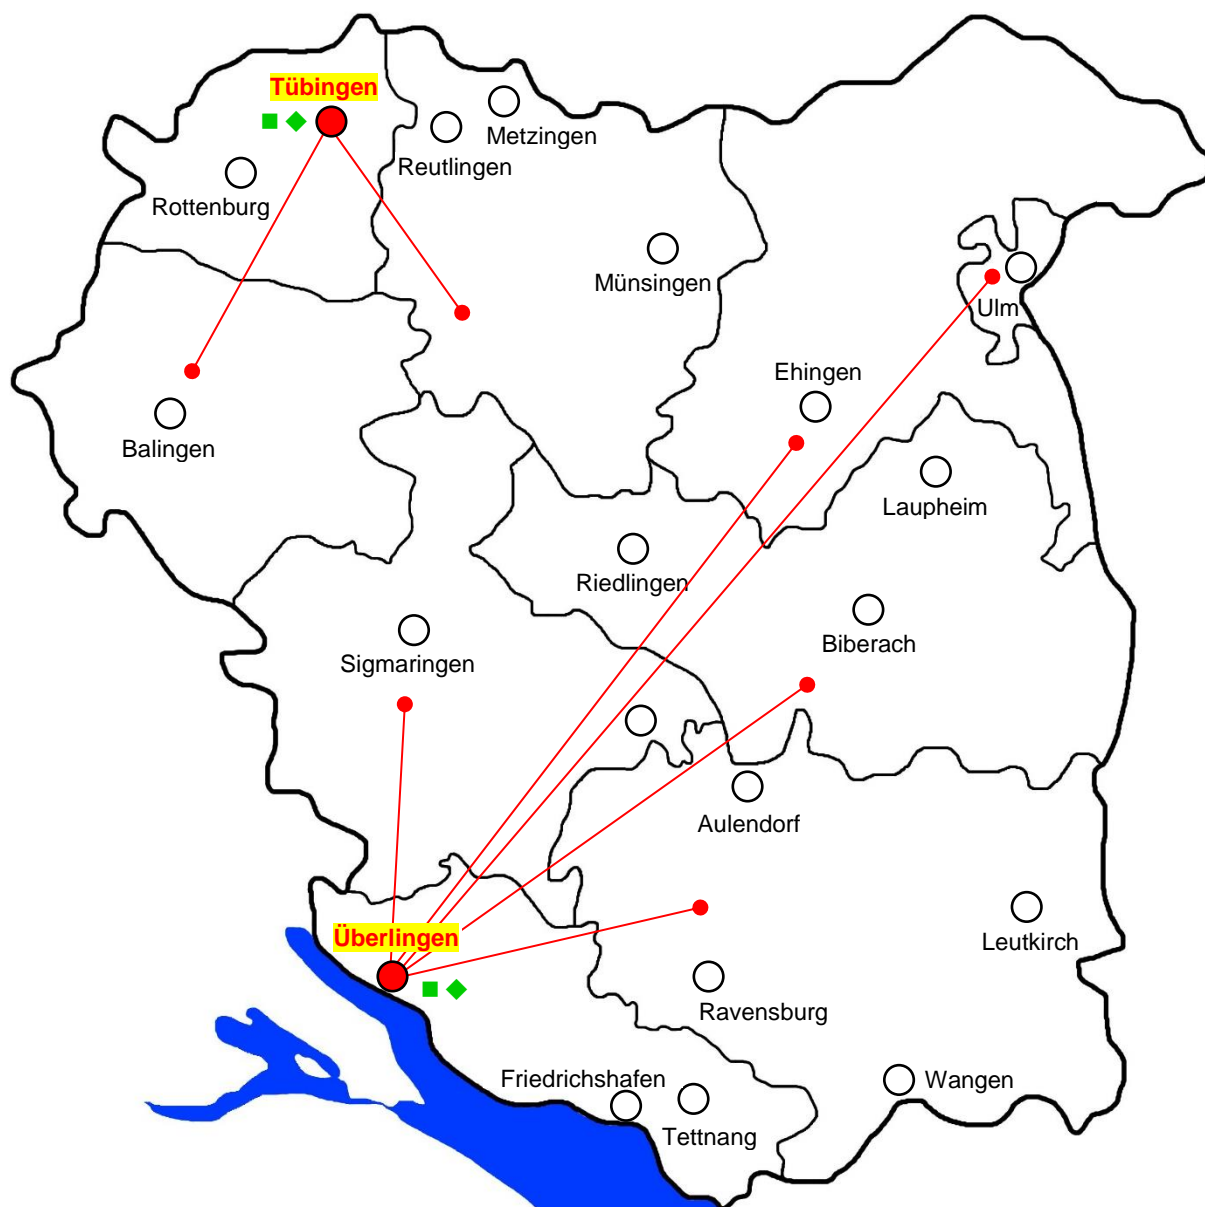 Tübingen
Metzingen
Reutlingen
Rottenburg
Münsingen
Ulm
Ehingen
Balingen
Laupheim
Riedlingen
Biberach
Sigmaringen
Aulendorf
Überlingen
Leutkirch
Ravensburg
Friedrichshafen
Wangen
Tettnang